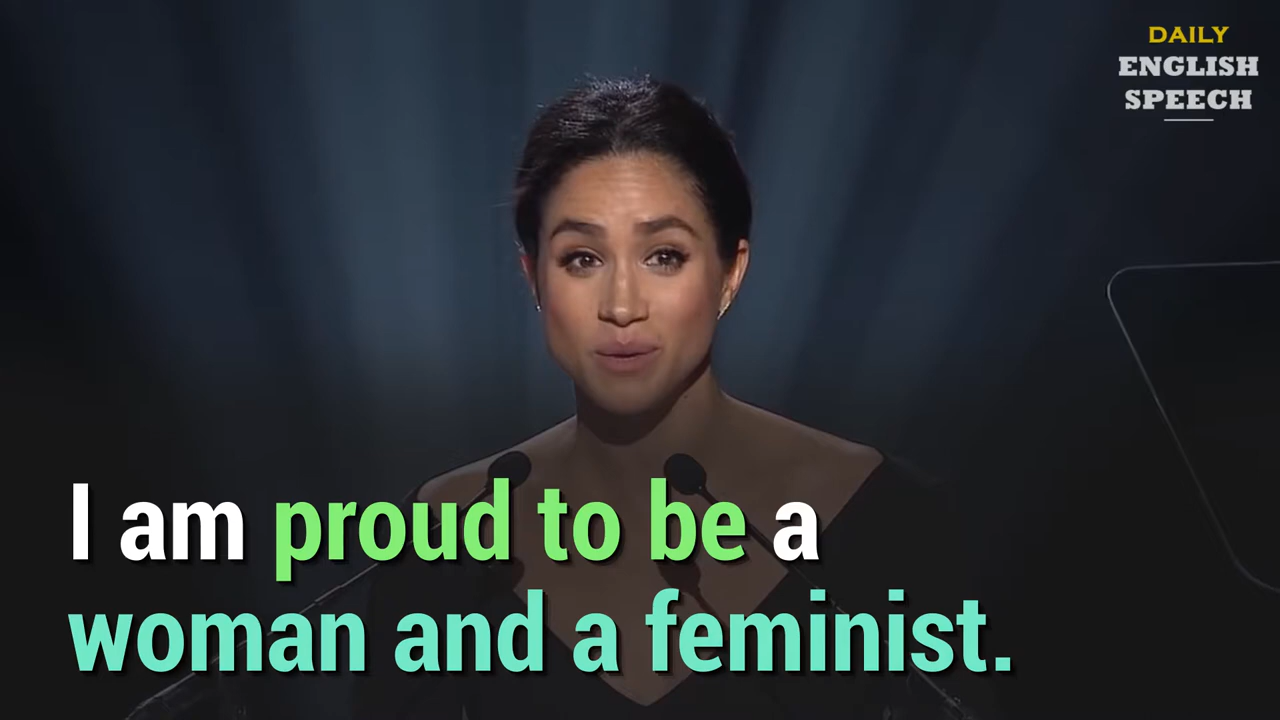 DAILY
ENGLISH
SPEECH
I am proud to be a
woman and a feminist.